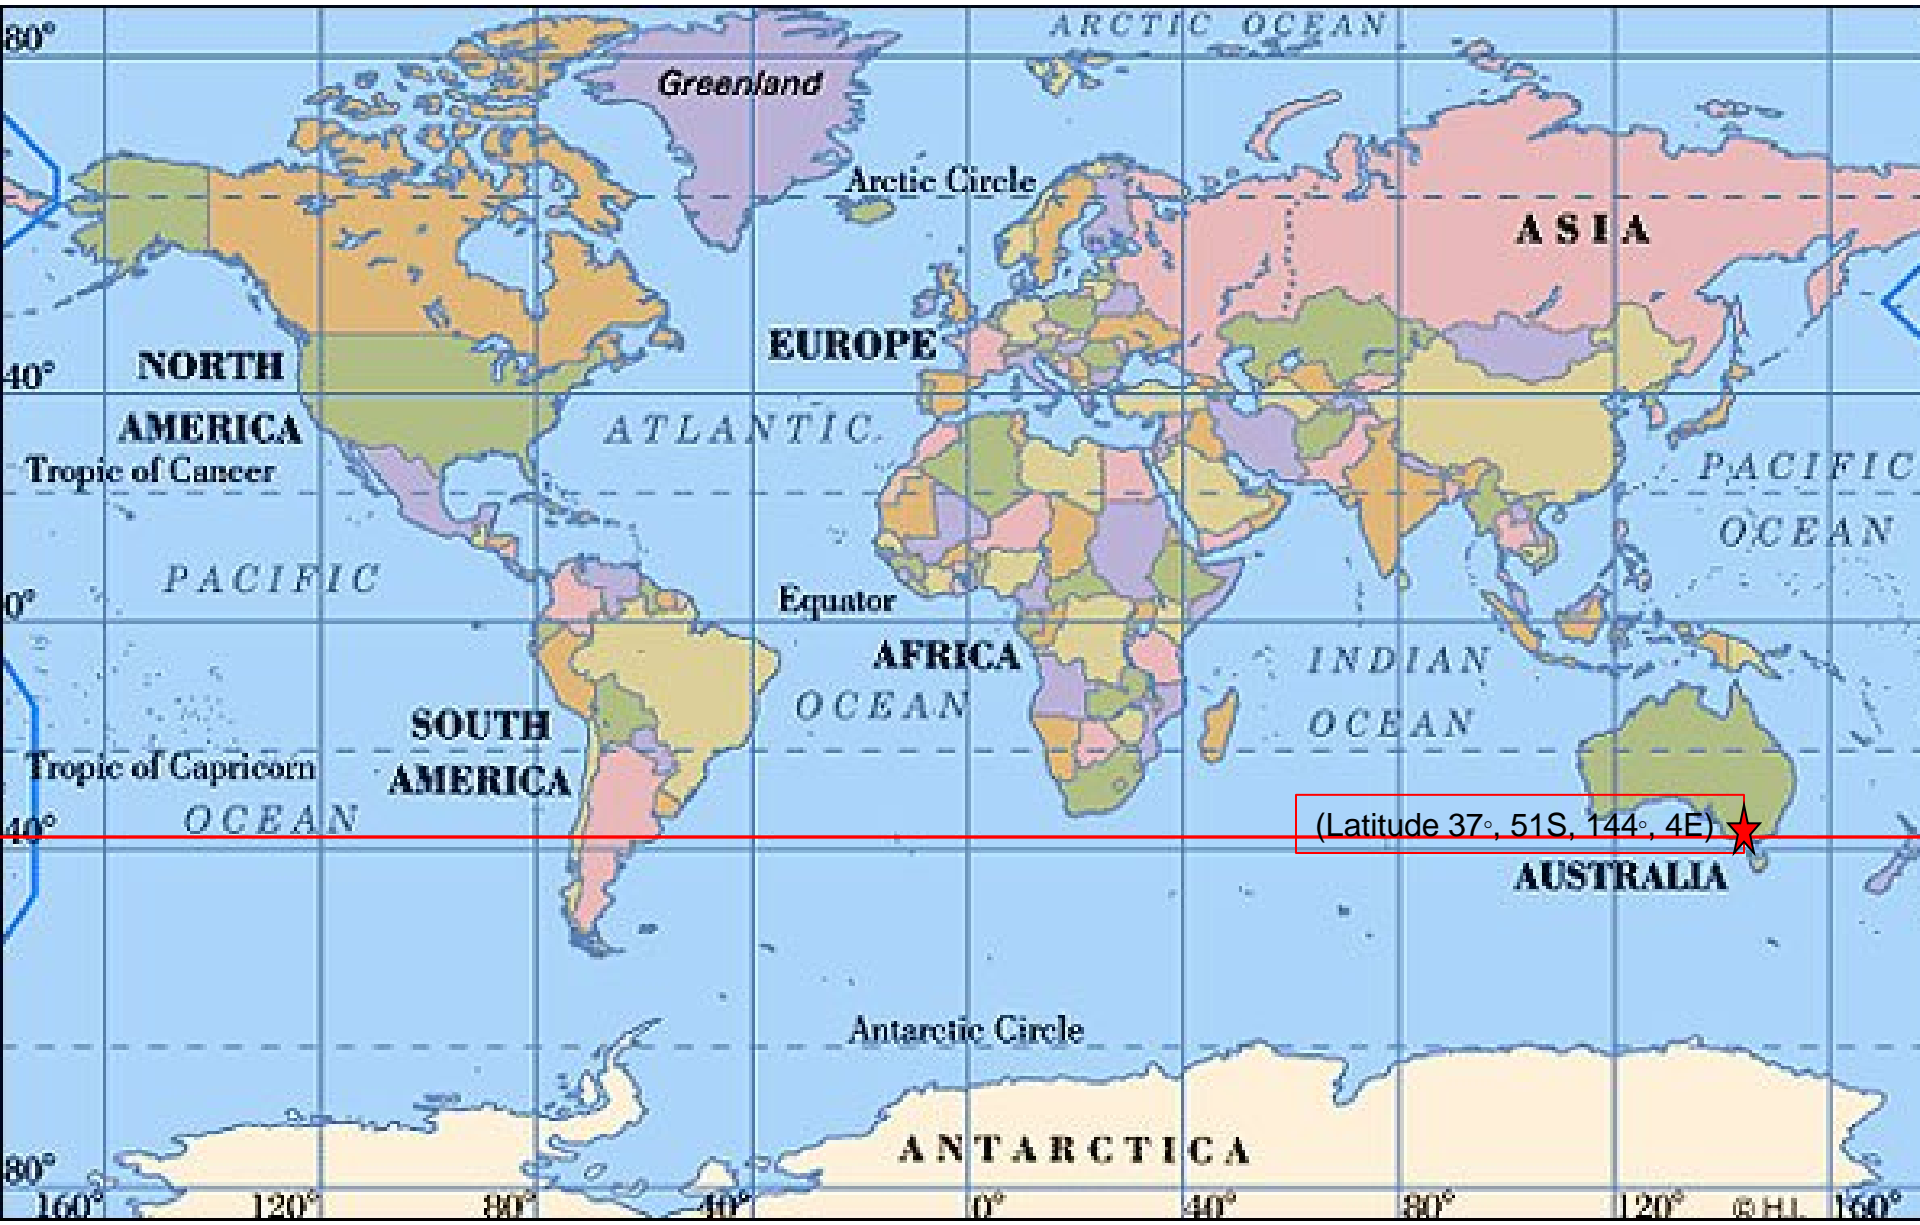 ARCTIC OCEAN
80°
Greenland
Arctic Circle
ASIA
EUROPE
NORTH
AMERICA
40°
ATLANTIC
Tropic of Cancer
PACIFIC
OCEAN
PACIFIC
0°
Equator
AFRICA
INDIAN
OCEAN
OCEAN
SOUTH
AMERICA
Tropic of Capricorn
OCEAN
40°
(Latitude 37◦, 51S, 144◦, 4E)
AUSTRALIA
Antarctic Circle
ANTARCTICA
80°
160° 120° 80° 40° 0° 40° 80° 120° © H.I. 160°